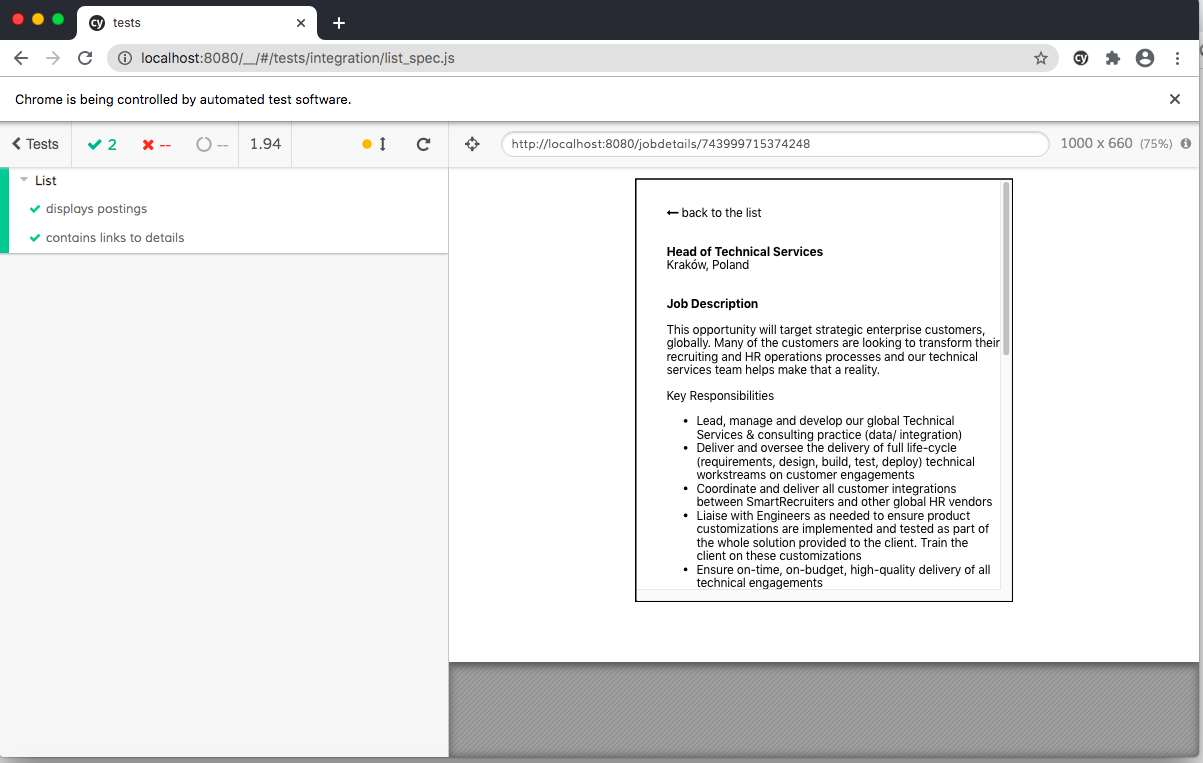 cy tests
localhost:8080/__/#/tests/integration/list_spec.js
cy
Chrome is being controlled by automated test software.
Tests
2
--
--
1.94
http://localhost:8080/jobdetails/743999715374248
1000 x 660 (75%)
List
displays postings
contains links to details
← back to the list
Head of Technical Services
Kraków, Poland
Job Description
This opportunity will target strategic enterprise customers,
globally. Many of the customers are looking to transform their
recruiting and HR operations processes and our technical
services team helps make that a reality.
Key Responsibilities
• Lead, manage and develop our global Technical
Services & consulting practice (data/ integration)
• Deliver and oversee the delivery of full life-cycle
(requirements, design, build, test, deploy) technical
workstreams on customer engagements
• Coordinate and deliver all customer integrations
between SmartRecruiters and other global HR vendors
• Liaise with Engineers as needed to ensure product
customizations are implemented and tested as part of
the whole solution provided to the client. Train the
client on these customizations
• Ensure on-time, on-budget, high-quality delivery of all
technical engagements